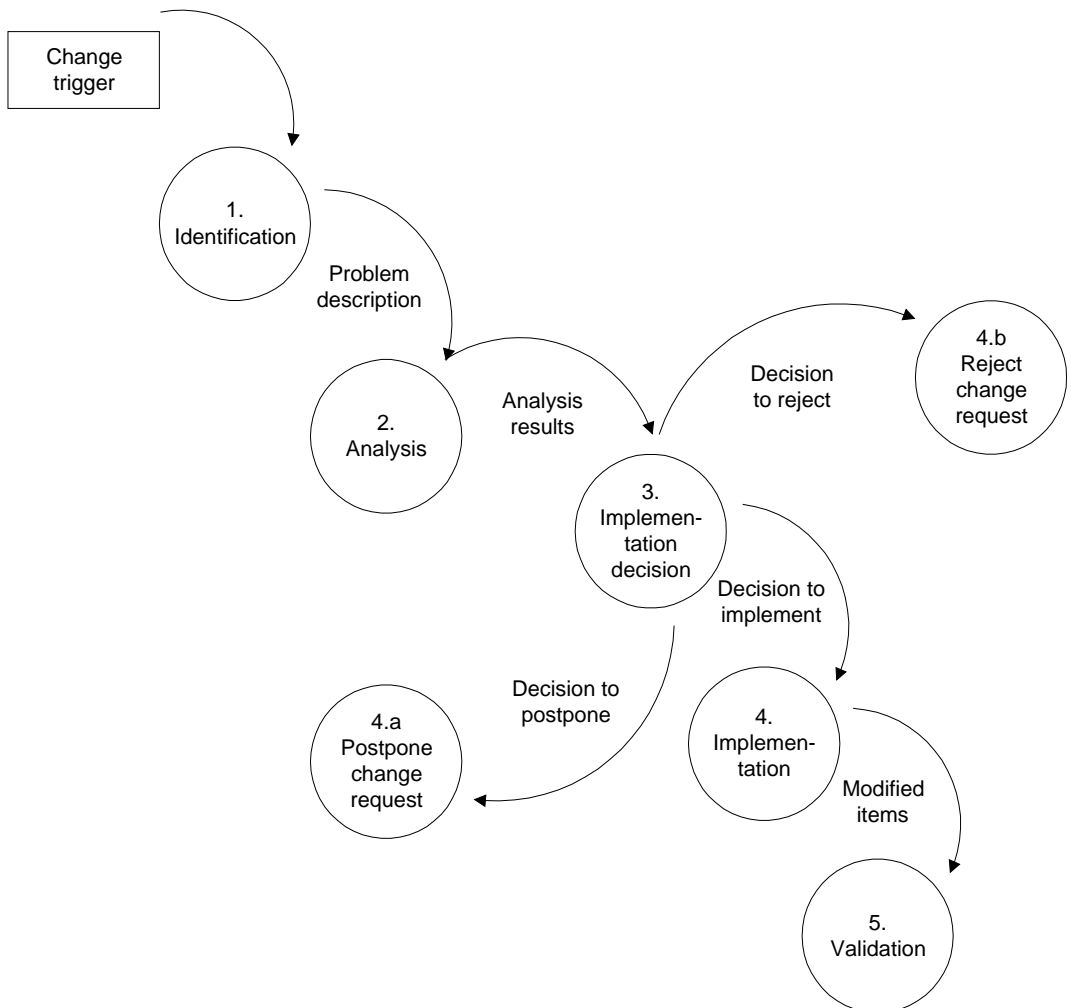 Change
trigger
1.
Identification
Problem
description
2.
Analysis
Analysis
results
3.
Implemen-
tation
decision
Decision
to reject
4.b
Reject
change
request
Decision to
implement
Decision to
postpone
4.a
Postpone
change
request
4.
Implemen-
tation
Modified
items
5.
Validation